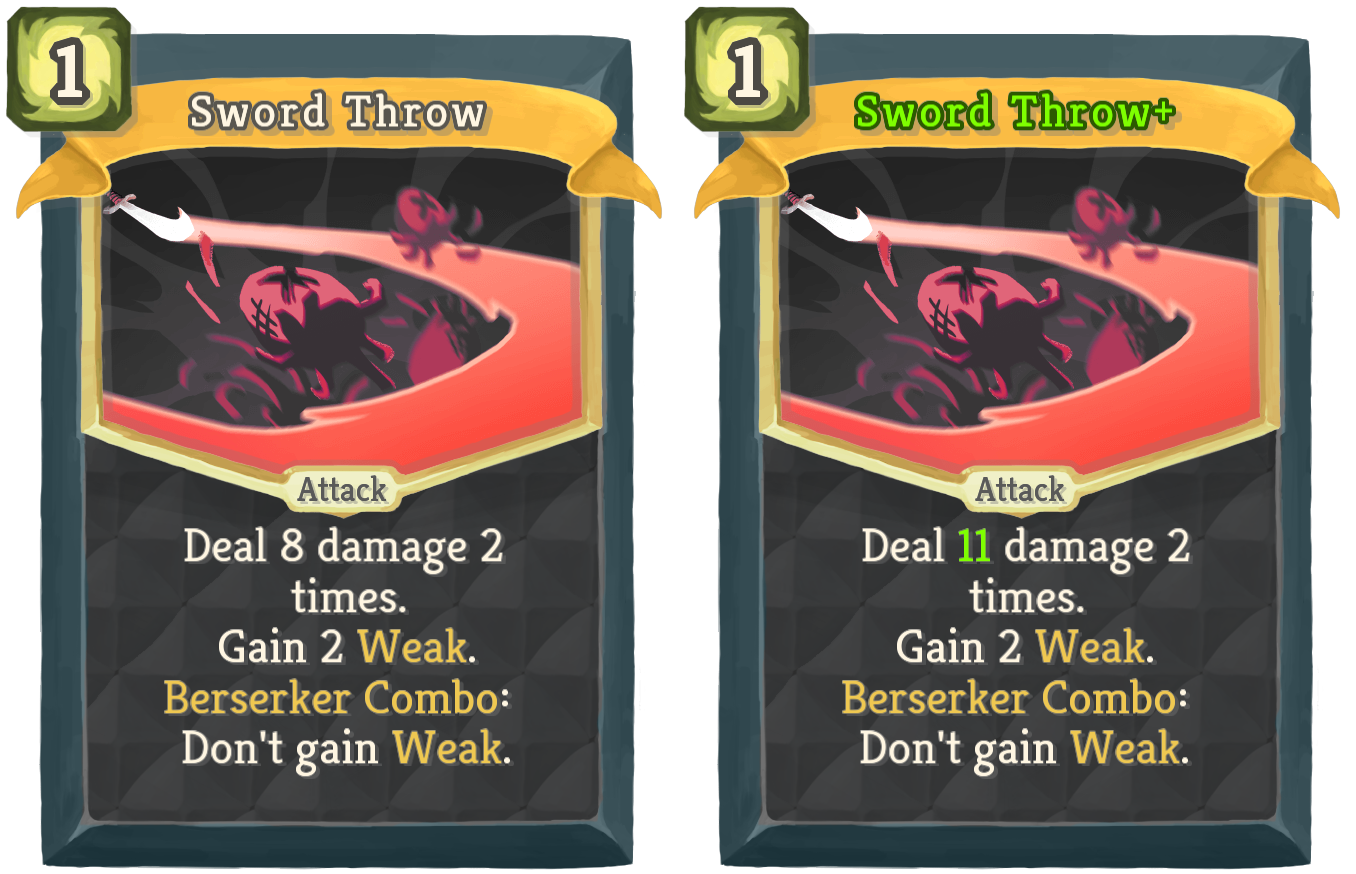 1
Sword Throw
Attack
Deal 8 damage 2
times.
Gain 2 Weak.
Berserker Combo:
Don't gain Weak.
1
Sword Throw+
Attack
Deal 11 damage 2
times.
Gain 2 Weak.
Berserker Combo:
Don't gain Weak.